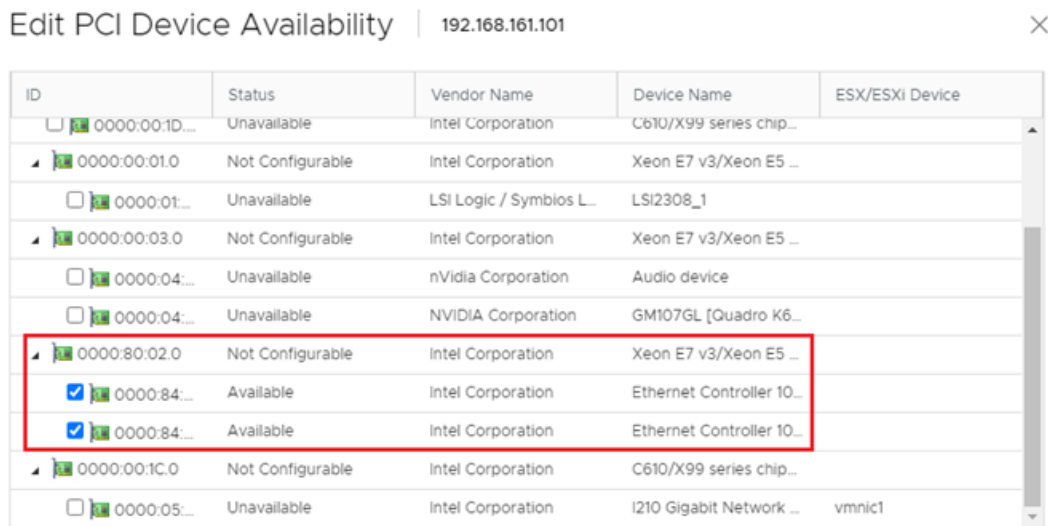 Edit PCI Device Availability 192.168.161.101
ID Status Vendor Name Device Name ESX/ESXi Device
0000:00:1D.... Unavailable Intel Corporation C610/X99 series chip...
0000:00:01.0 Not Configurable Intel Corporation Xeon E7 v3/Xeon E5 ...
0000:01:... Unavailable LSI Logic / Symbios L... LSI2308_1
0000:00:03.0 Not Configurable Intel Corporation Xeon E7 v3/Xeon E5 ...
0000:04:... Unavailable nVidia Corporation Audio device
0000:04:... Unavailable NVIDIA Corporation GM107GL [Quadro K6...
0000:80:02.0 Not Configurable Intel Corporation Xeon E7 v3/Xeon E5 ...
0000:84:... Available Intel Corporation Ethernet Controller 10...
0000:84:... Available Intel Corporation Ethernet Controller 10...
0000:00:1C.0 Not Configurable Intel Corporation C610/X99 series chip...
0000:05:... Unavailable Intel Corporation I210 Gigabit Network ... vmnic1